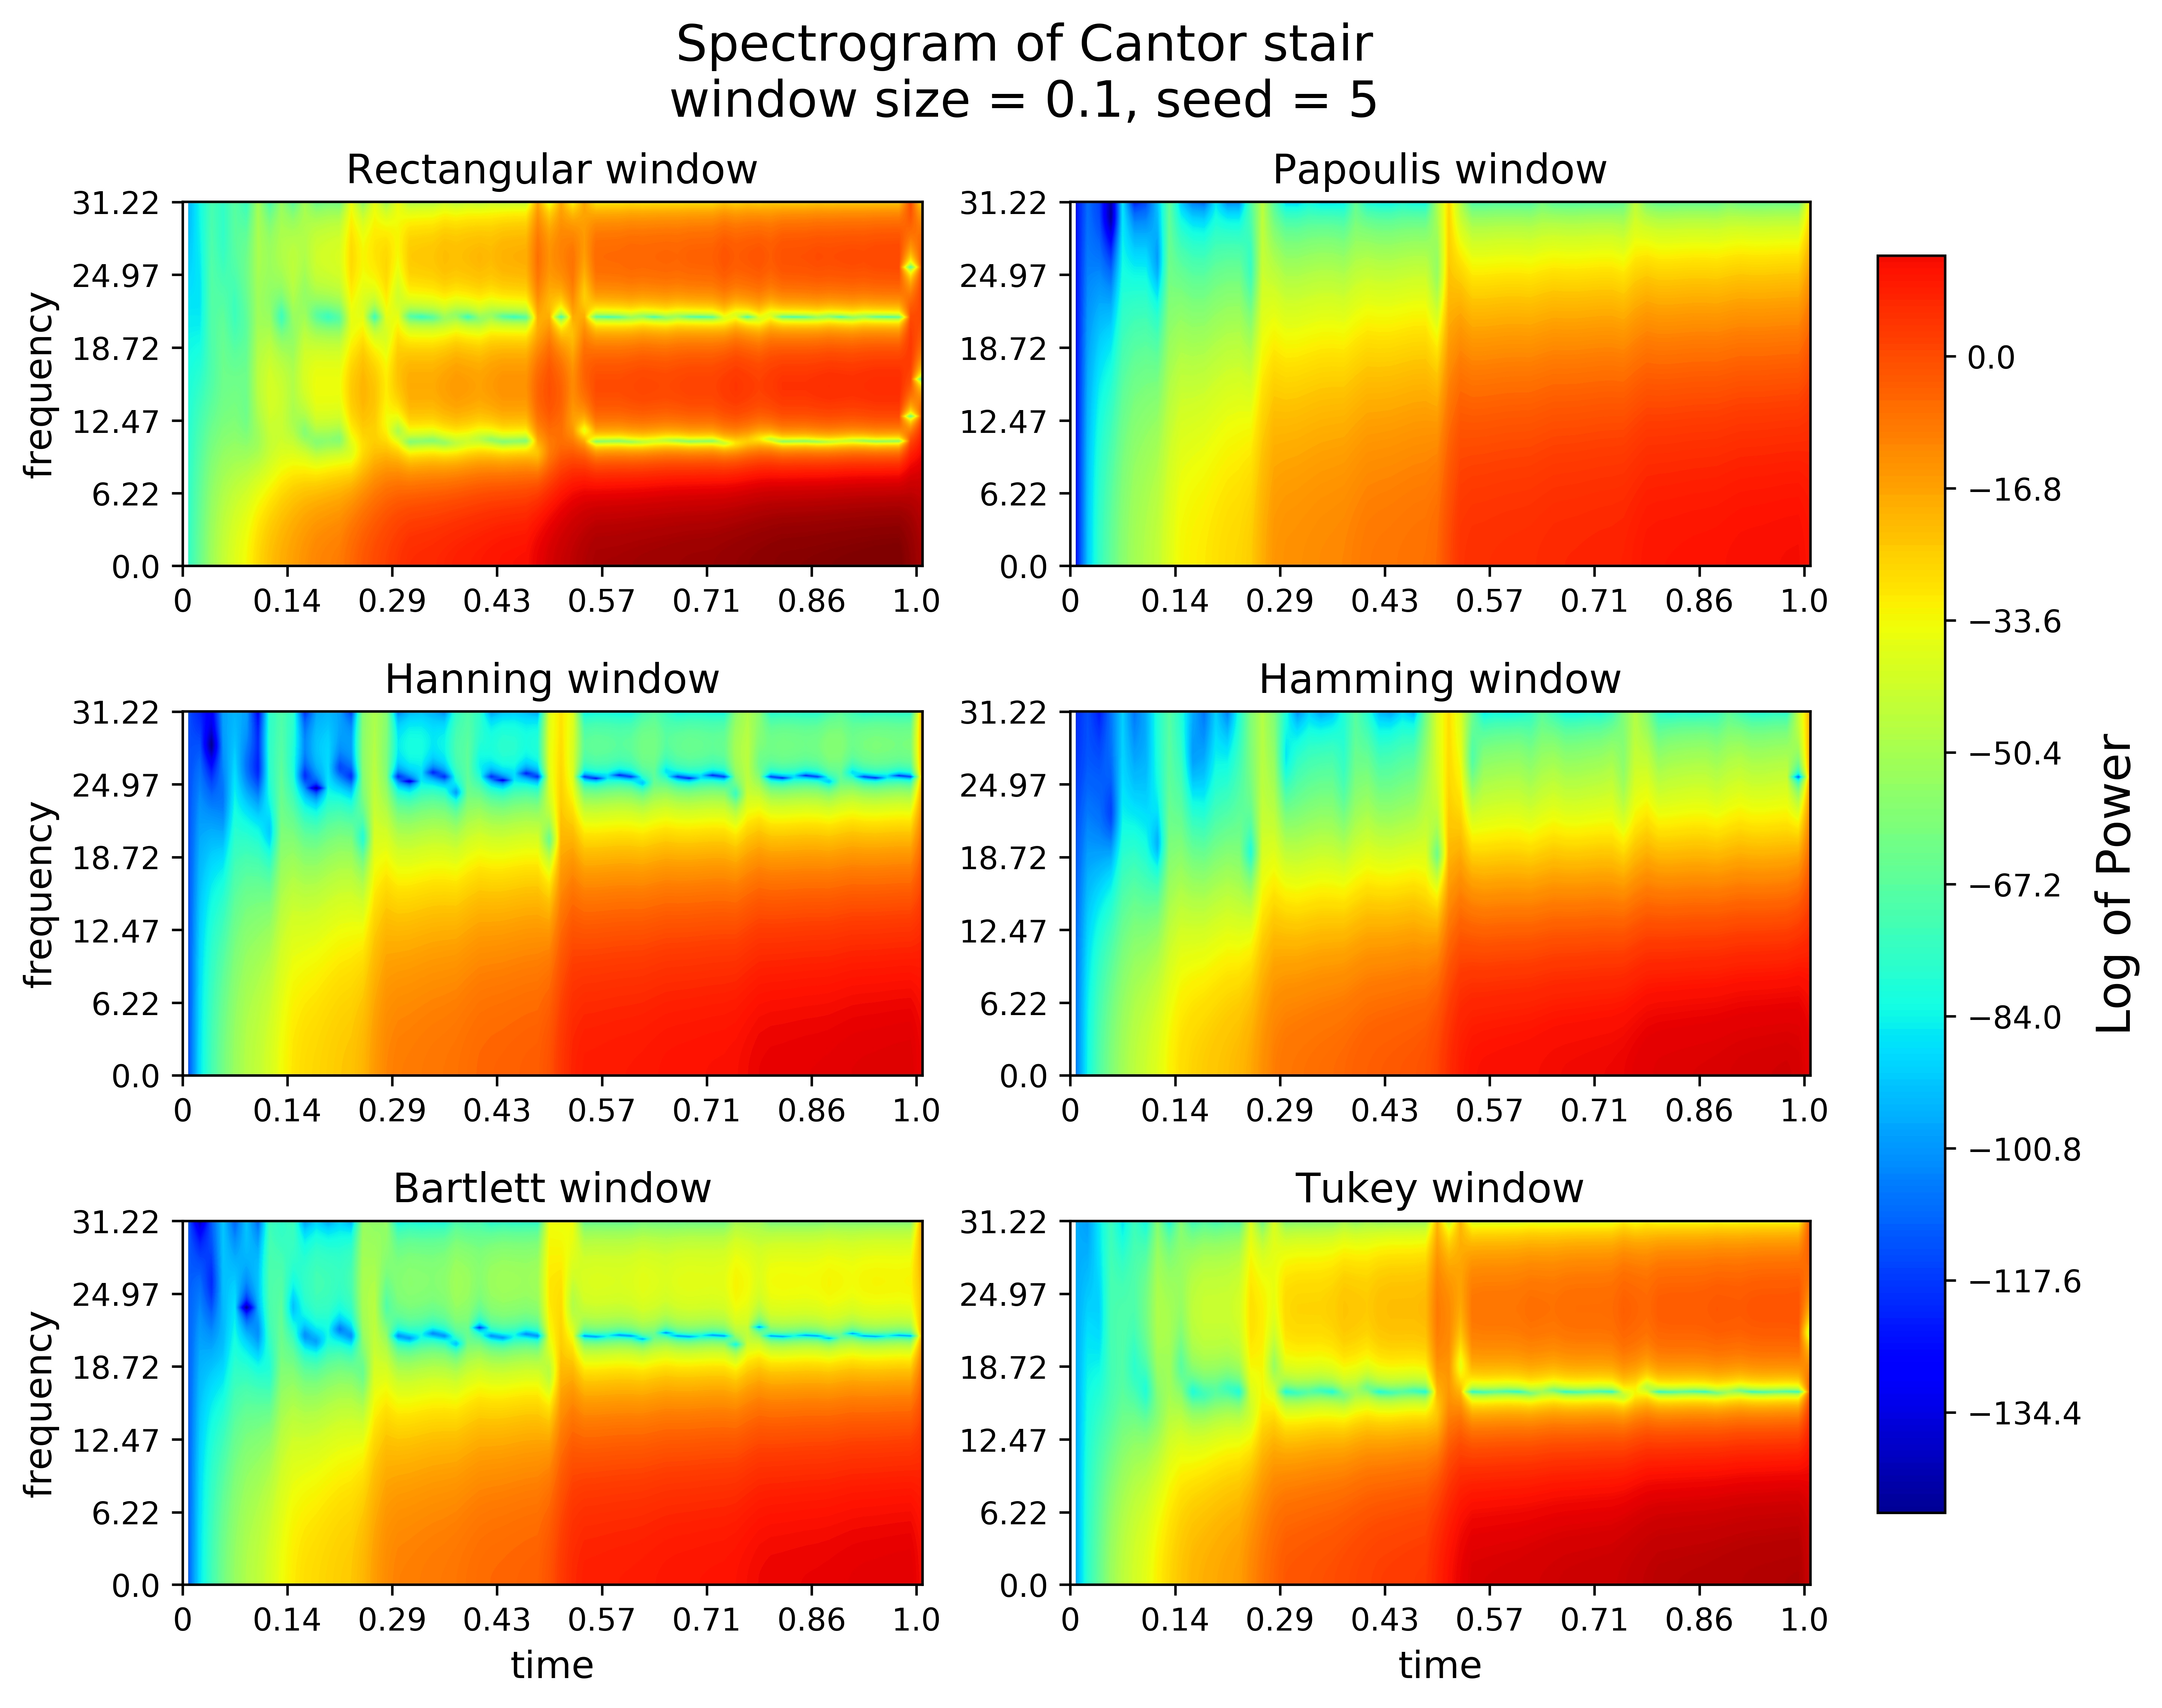 Spectrogram of Cantor stair
window size = 0.1, seed = 5
Rectangular window
frequency
31.22
24.97
18.72
12.47
6.22
0.0
0 0.14 0.29 0.43 0.57 0.71 0.86 1.0
Papoulis window
31.22
24.97
18.72
12.47
6.22
0.0
0 0.14 0.29 0.43 0.57 0.71 0.86 1.0
Hanning window
frequency
31.22
24.97
18.72
12.47
6.22
0.0
0 0.14 0.29 0.43 0.57 0.71 0.86 1.0
Hamming window
31.22
24.97
18.72
12.47
6.22
0.0
0 0.14 0.29 0.43 0.57 0.71 0.86 1.0
Bartlett window
frequency
31.22
24.97
18.72
12.47
6.22
0.0
0 0.14 0.29 0.43 0.57 0.71 0.86 1.0
time
Tukey window
31.22
24.97
18.72
12.47
6.22
0.0
0 0.14 0.29 0.43 0.57 0.71 0.86 1.0
time
0.0
−16.8
−33.6
−50.4
−67.2
−84.0
−100.8
−117.6
−134.4
Log of Power